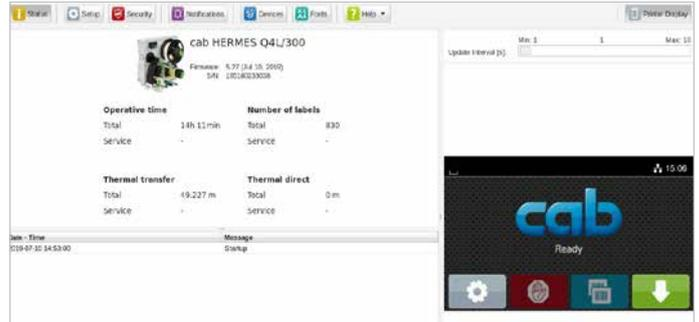 Status Setup Security Notifications Devices Fonts Help Printer Display
cab HERMES Q4L/300
Firmware: 5.27 (Jul 10, 2019)
S/N:
Min: 1 1 Max: 10
Update Interval [s]:
Operative time Number of labels
Total 14h 11min Total 830
Service - Service -
Thermal transfer Thermal direct
Total 49.227 m Total 0 m
Service - Service -
Date - Time Message
2019-07-10 14:53:00 Startup
15:06
cab
Ready